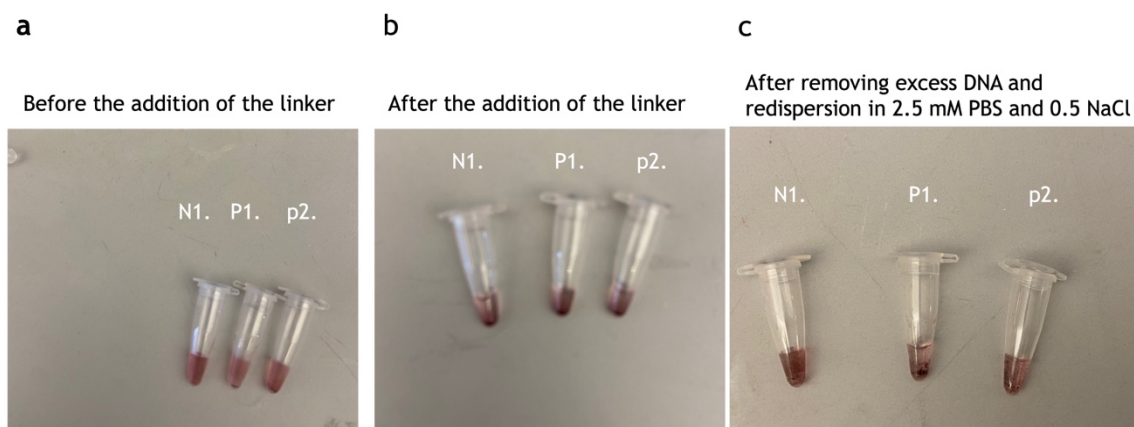 a
Before the addition of the linker
N1. P1. p2.
b
After the addition of the linker
N1. P1. p2.
c
After removing excess DNA and
redispersion in 2.5 mM PBS and 0.5 NaCl
N1. P1. p2.